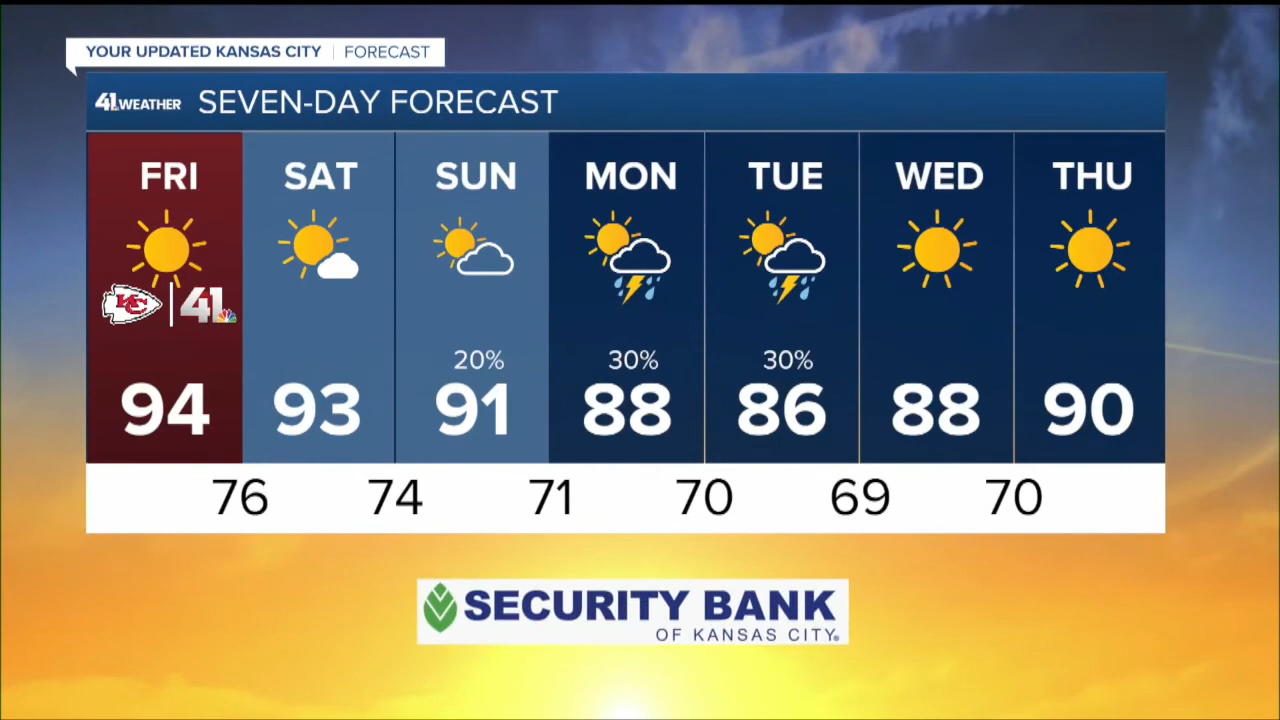 YOUR UPDATED KANSAS CITY | FORECAST
41 WEATHER SEVEN-DAY FORECAST
FRI SAT SUN MON TUE WED THU
KC | 41
20% 30% 30%
94 93 91 88 86 88 90
76 74 71 70 69 70
SECURITY BANK
OF KANSAS CITY®